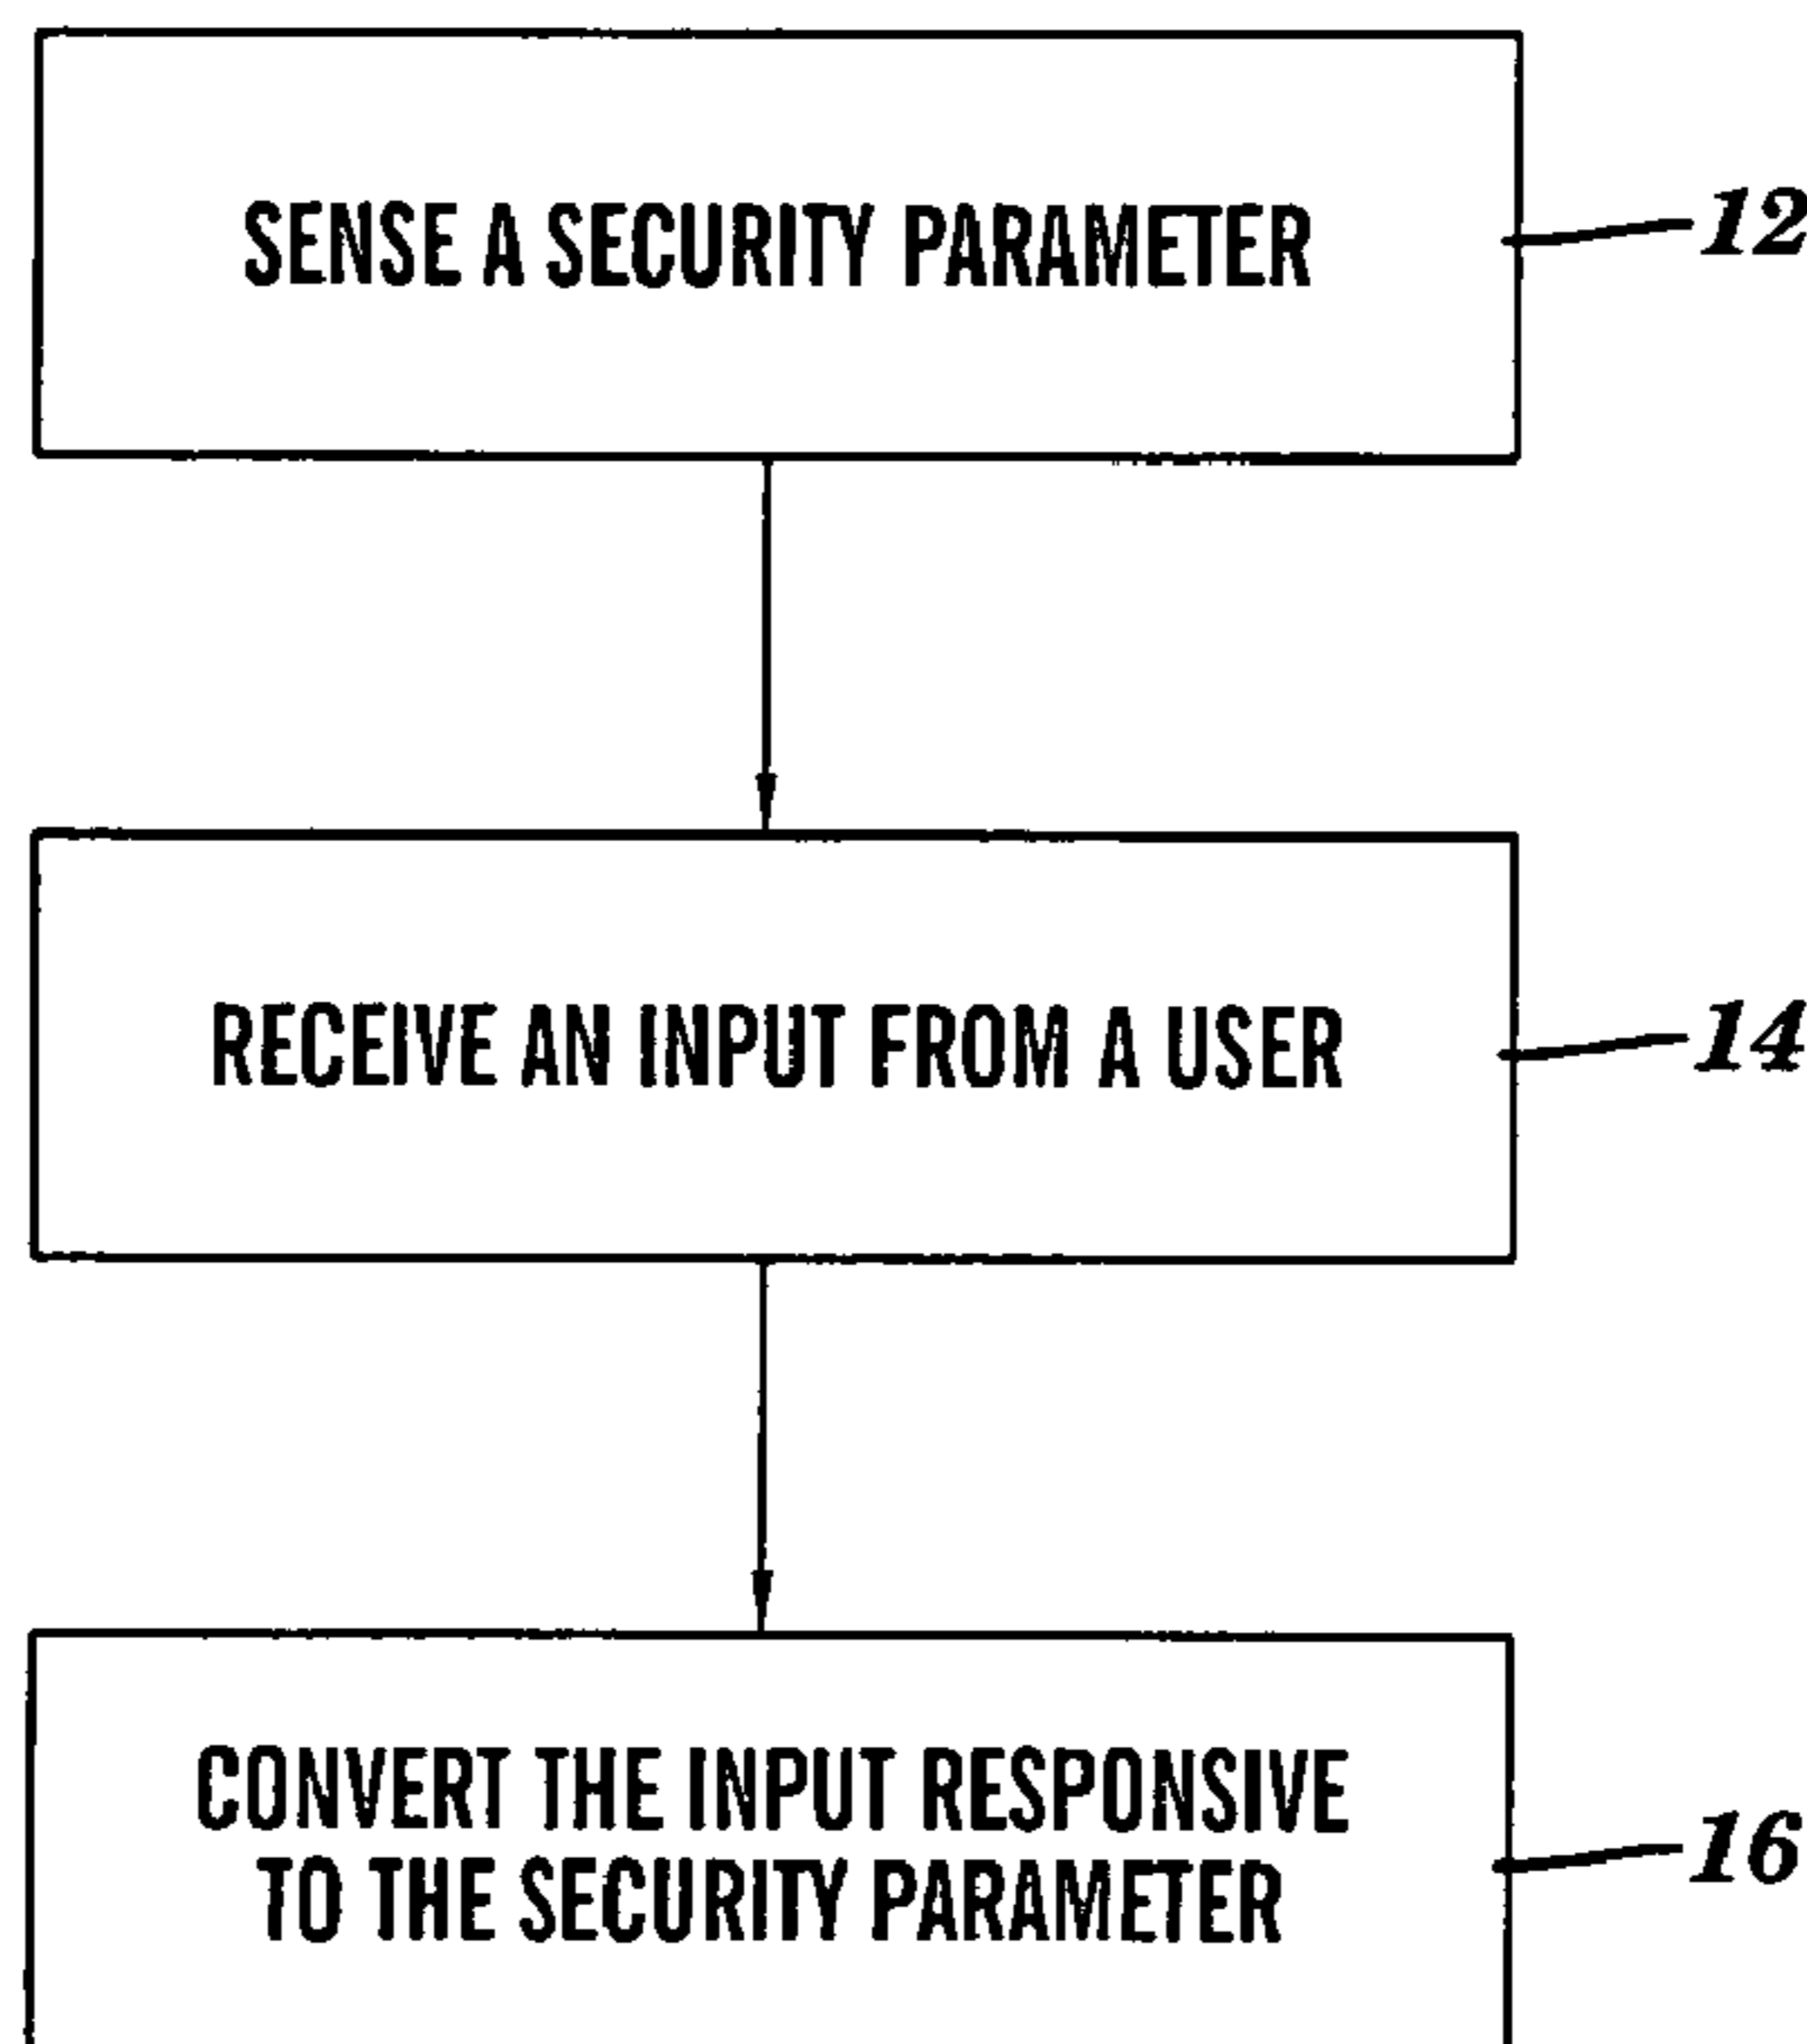 SENSE A SECURITY PARAMETER
12
RECEIVE AN INPUT FROM A USER
14
CONVERT THE INPUT RESPONSIVE
TO THE SECURITY PARAMETER
16